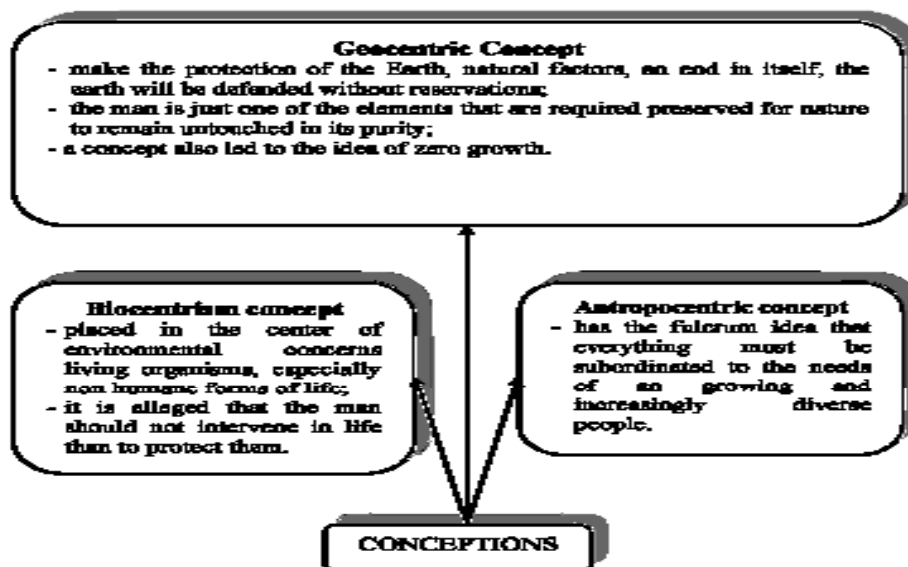 Geocentric Concept
- make the protection of the Earth, natural factors, an end in itself, the
earth will be defended without reservations;
- the man is just one of the elements that are required preserved for nature
to remain untouched in its purity;
- a concept also led to the idea of zero growth.
Biocentrism concept
- placed in the center of
environmental concerns
living organisms, especially
non humans forms of life;
- it is alleged that the man
should not intervene in life
than to protect them.
Antropocentric concept
- has the fulcrum idea that
everything must be
subordinated to the needs
of an growing and
increasingly diverse
people.
CONCEPTIONS